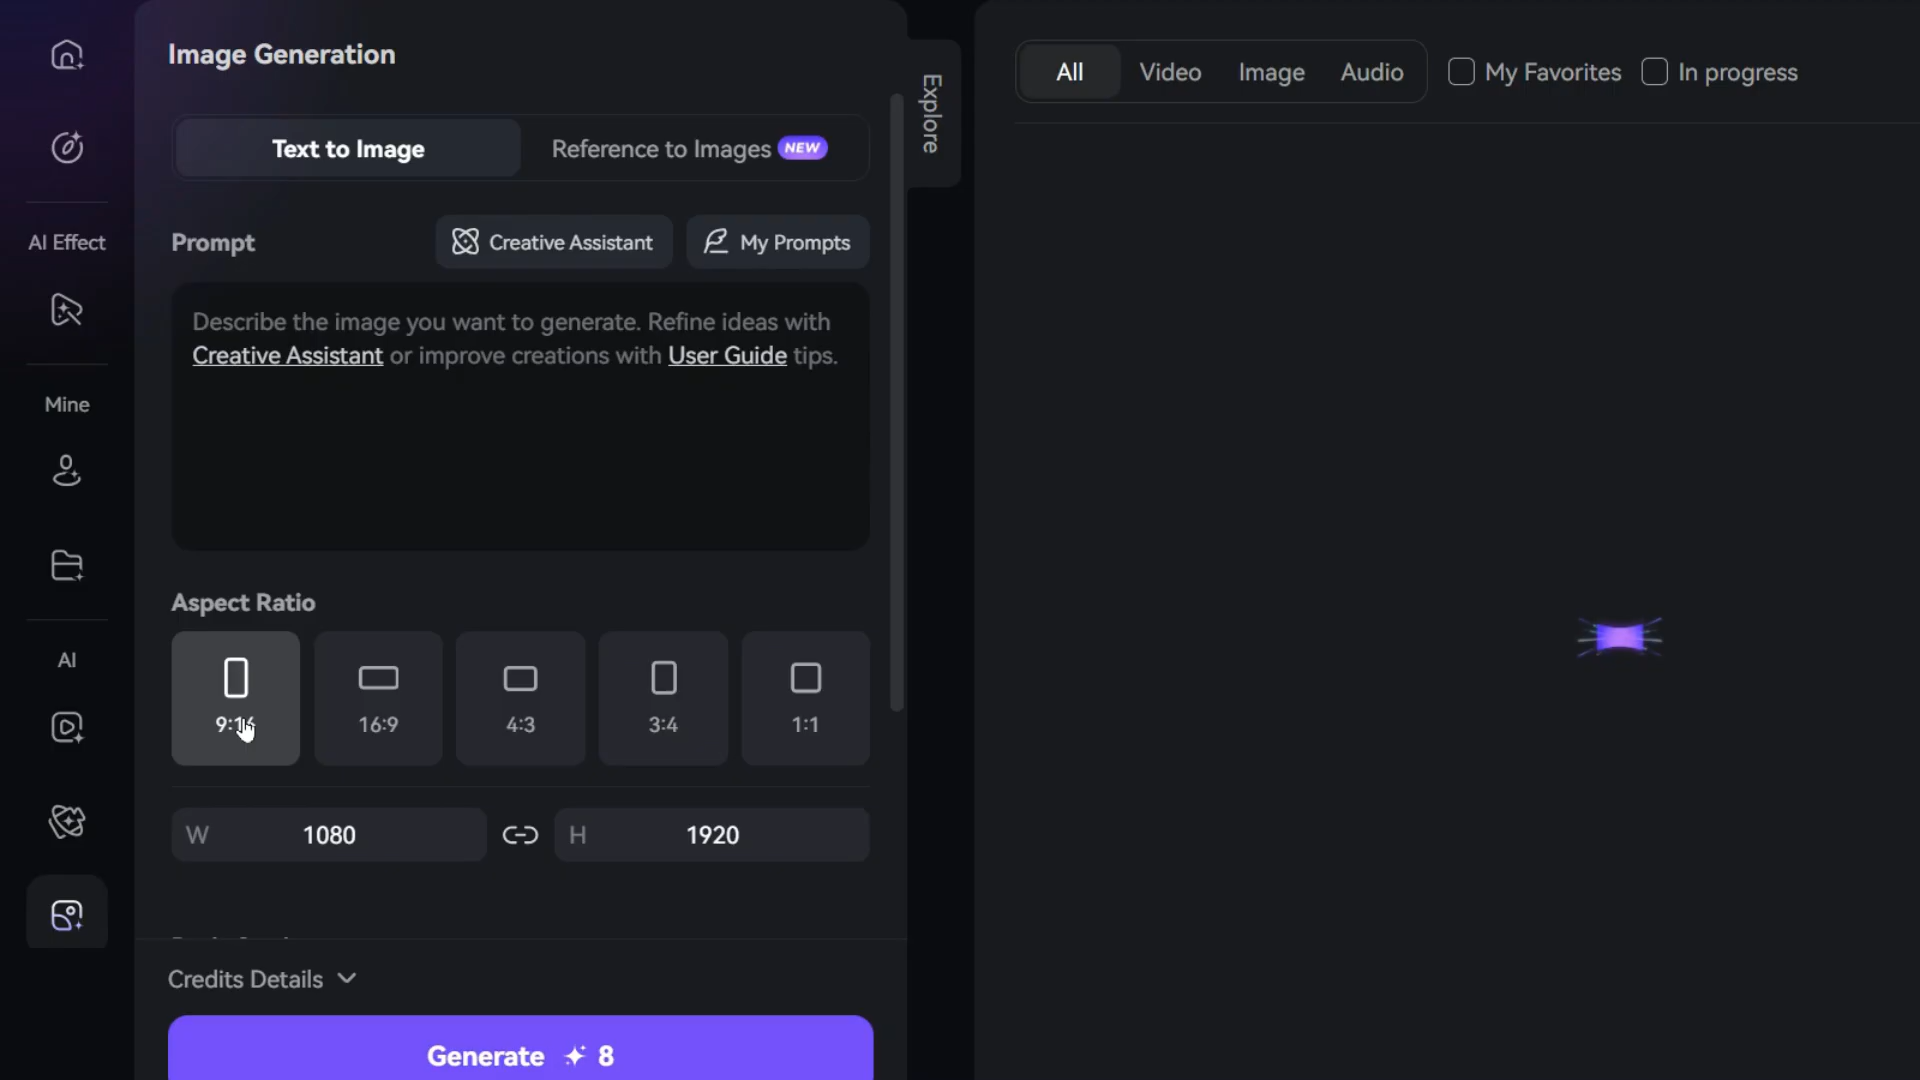 Image Generation
Text to Image
Reference to Images NEW
Explore
All
Video
Image
Audio
My Favorites
In progress
AI Effect
Prompt
Creative Assistant
My Prompts
Describe the image you want to generate. Refine ideas with
Creative Assistant or improve creations with User Guide tips.
Mine
Aspect Ratio
AI
9:16
16:9
4:3
3:4
1:1
W 1080
H 1920
Credits Details
Generate 8